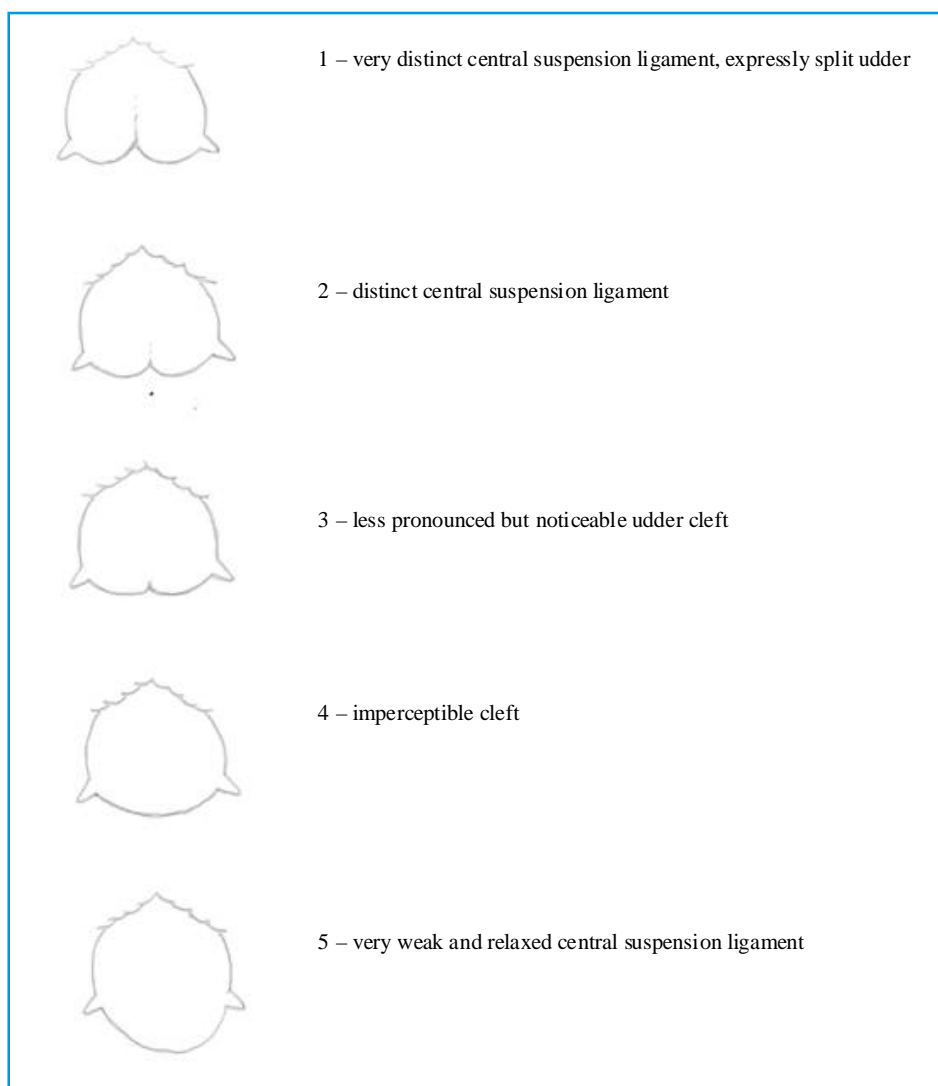 1 – very distinct central suspension ligament, expressly split udder
2 – distinct central suspension ligament
3 – less pronounced but noticeable udder cleft
4 – imperceptible cleft
5 – very weak and relaxed central suspension ligament